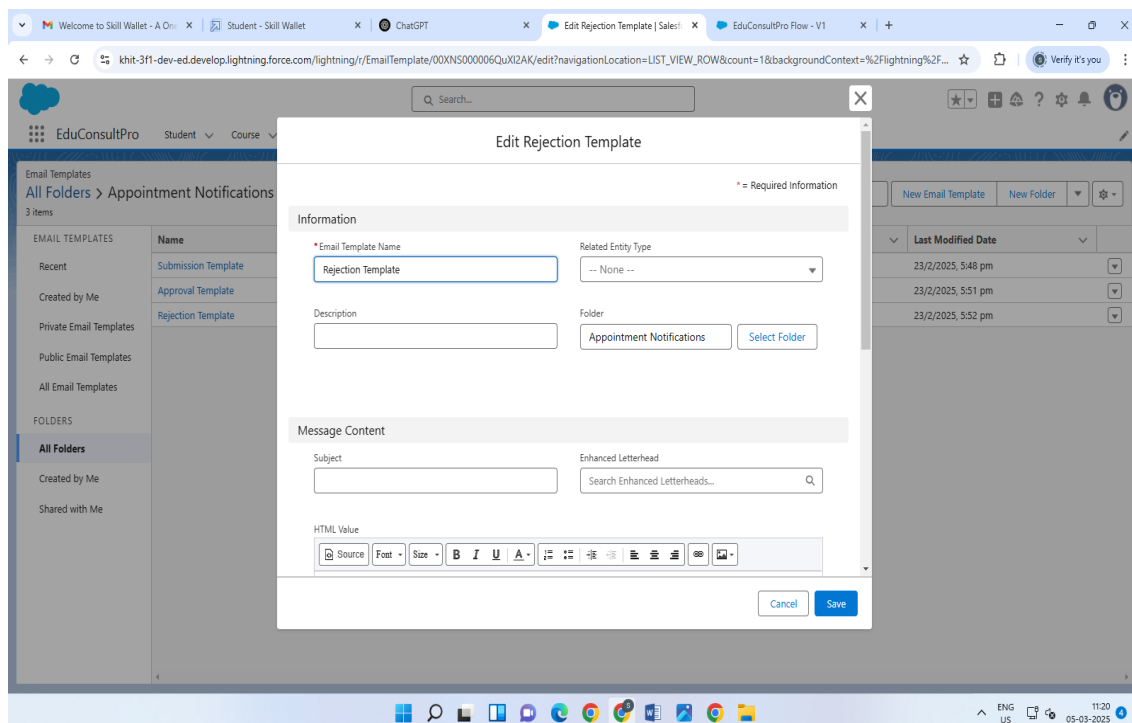 Welcome to Skill Wallet - A One
Student - Skill Wallet
ChatGPT
Edit Rejection Template | Salesf
EduConsultPro Flow - V1
khit-3f1-dev-ed.develop.lightning.force.com/lightning/r/EmailTemplate/00XNS000006QuXl2AK/edit?navigationLocation=LIST_VIEW_ROW&count=1&backgroundContext=%2Flightning%2F...
Verify it's you
Search...
EduConsultPro
Student
Course
Edit Rejection Template
* = Required Information
Email Templates
All Folders > Appointment Notifications
3 items
New Email Template
New Folder
EMAIL TEMPLATES
Recent
Created by Me
Private Email Templates
Public Email Templates
All Email Templates
FOLDERS
All Folders
Created by Me
Shared with Me
Name
Submission Template
Approval Template
Rejection Template
Last Modified Date
23/2/2025, 5:48 pm
23/2/2025, 5:51 pm
23/2/2025, 5:52 pm
Information
*Email Template Name
Rejection Template
Related Entity Type
-- None --
Description
Folder
Appointment Notifications
Select Folder
Message Content
Subject
Enhanced Letterhead
Search Enhanced Letterheads...
HTML Value
Source
Font
Size
B I U A
Cancel
Save
ENG
US
11:20
05-03-2025
4